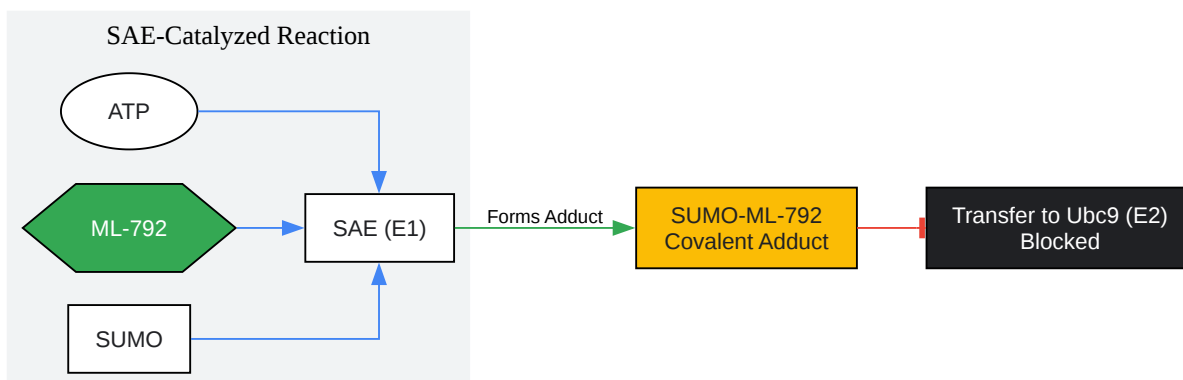 SAE-Catalyzed Reaction
ATP
ML-792
SAE (E1)
Forms Adduct
SUMO-ML-792
Covalent Adduct
Transfer to Ubc9 (E2)
Blocked
SUMO